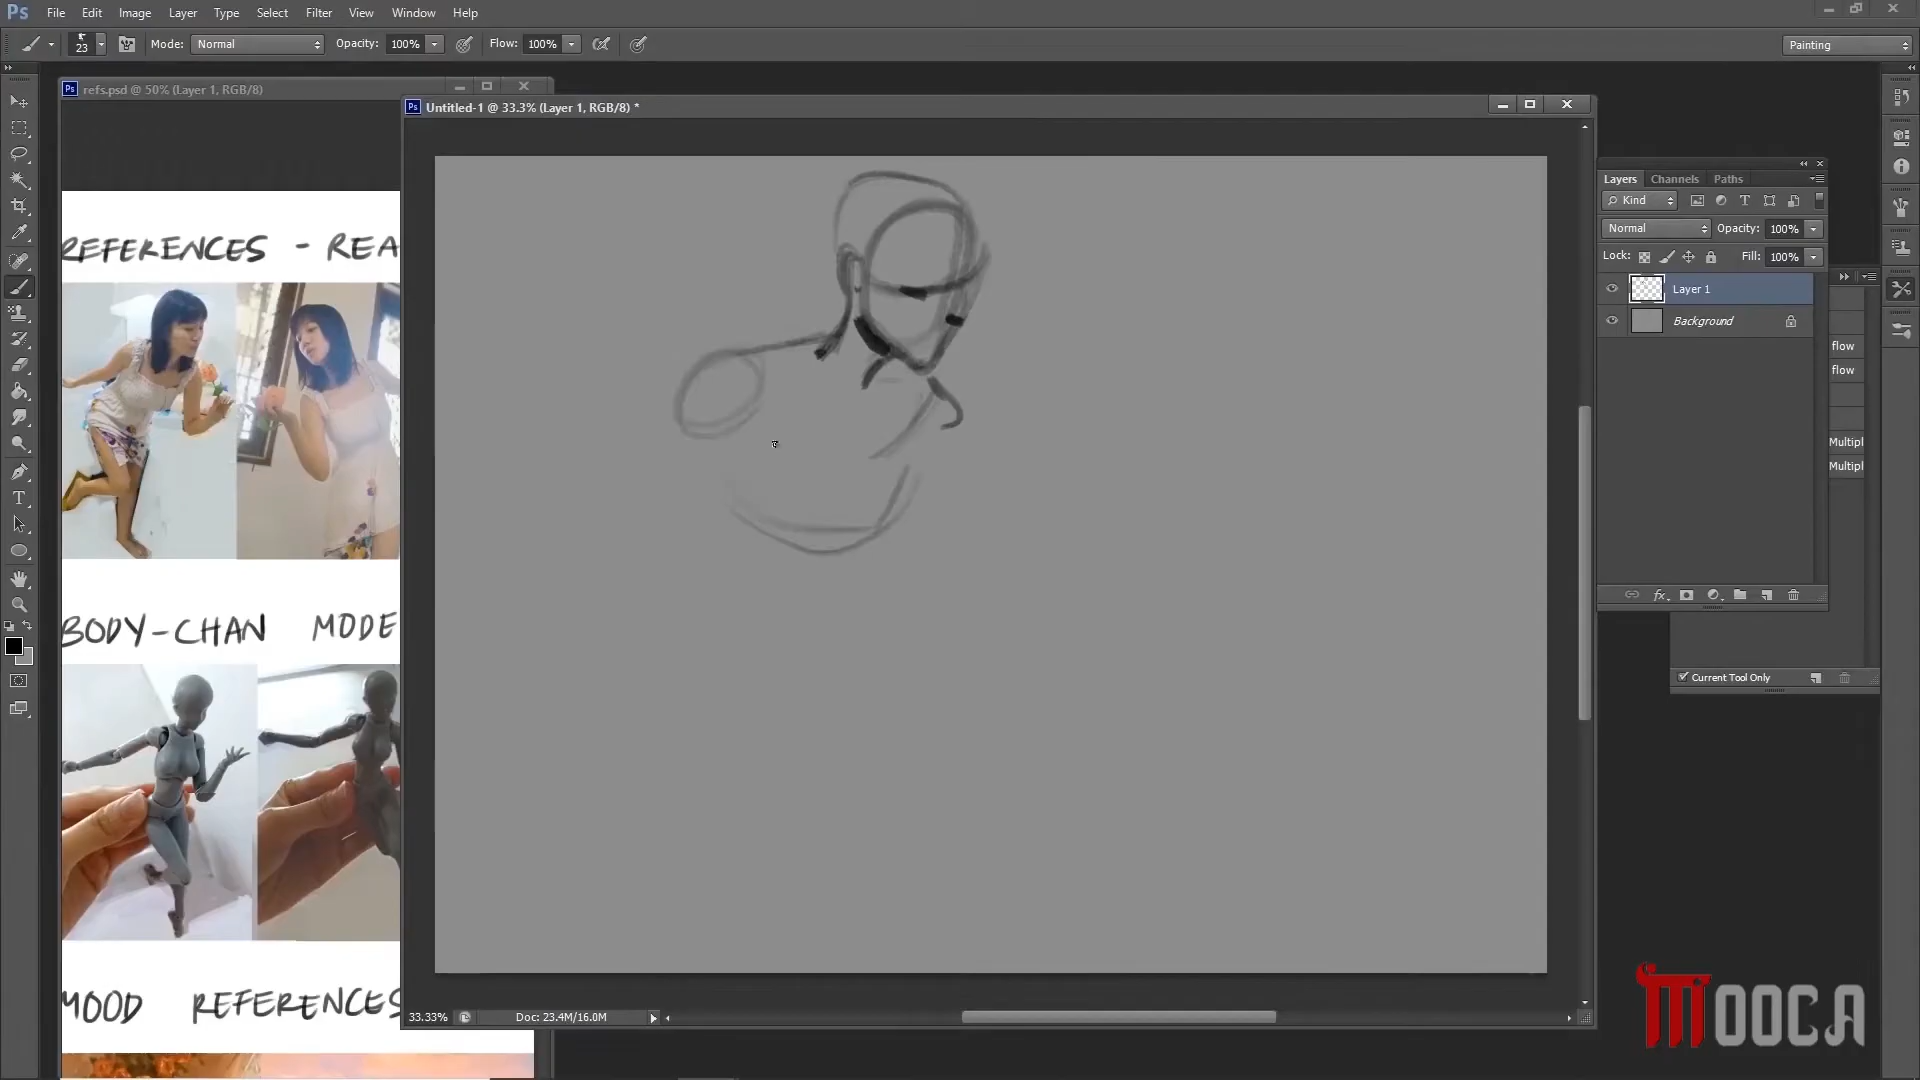 Ps File Edit Image Layer Type Select Filter View Window Help
23 Mode: Normal Opacity: 100% Flow: 100% Painting
Ps refs.psd @ 50% (Layer 1, RGB/8)
Ps Untitled-1 @ 33.3% (Layer 1, RGB/8) *
Layers Channels Paths
Kind
Normal Opacity: 100%
Lock: Fill: 100%
Layer 1
Background
flow
flow
Multipl
Multipl
Current Tool Only
REFERENCES - REA
BODY-CHAN MODE
MOOD REFERENCES
33.33% Doc: 23.4M/16.0M
MOOCA